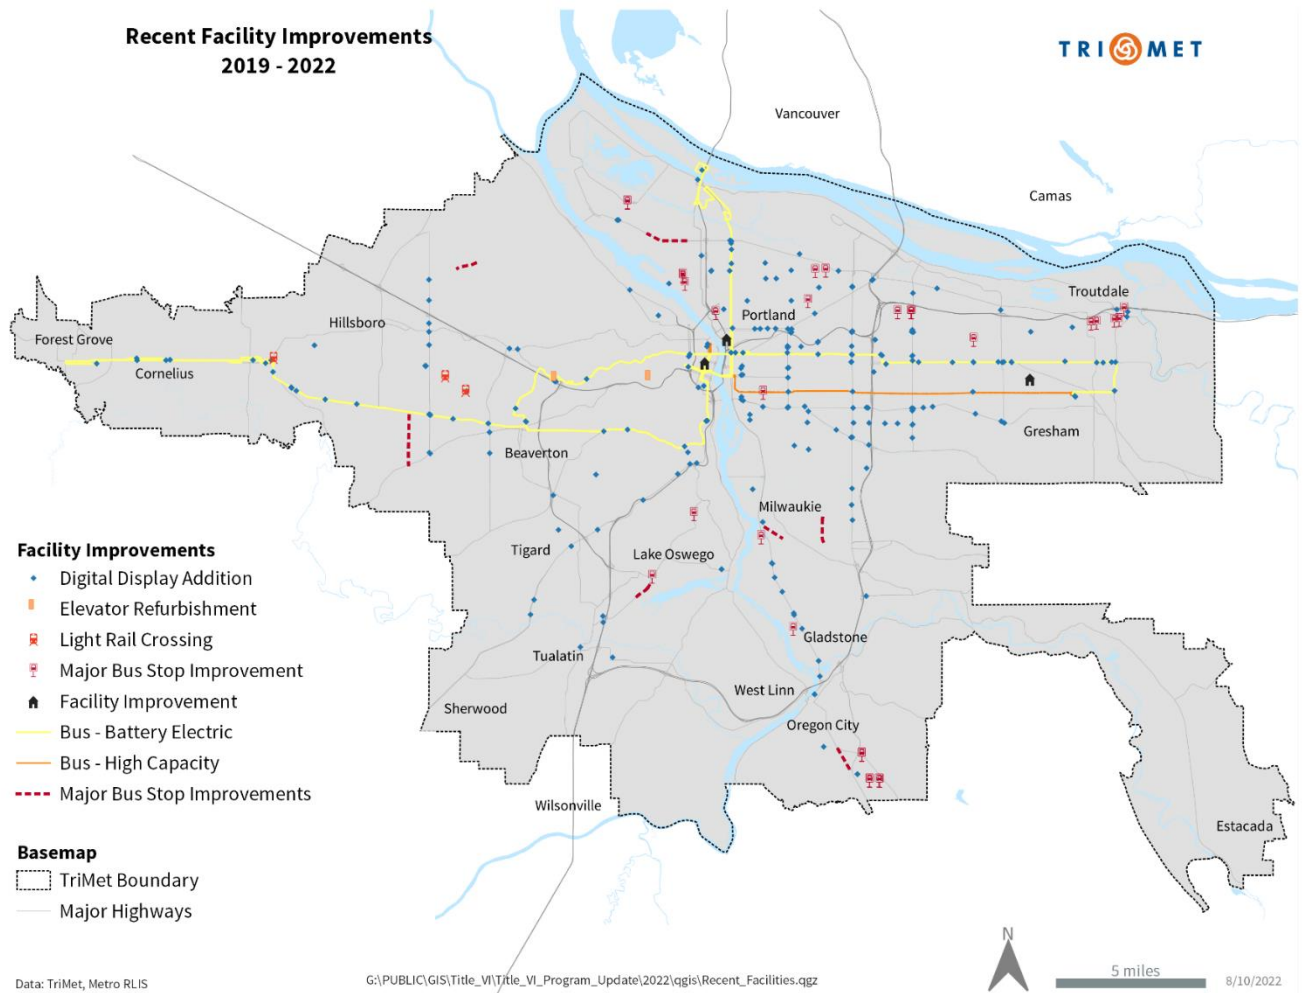 Recent Facility Improvements
2019 - 2022
TRI MET
Vancouver
Camas
Troutdale
Portland
Hillsboro
Forest Grove
Cornelius
Gresham
Beaverton
Milwaukie
Tigard
Lake Oswego
Gladstone
Tualatin
West Linn
Sherwood
Oregon City
Wilsonville
Estacada
Facility Improvements
Digital Display Addition
Elevator Refurbishment
Light Rail Crossing
Major Bus Stop Improvement
Facility Improvement
Bus - Battery Electric
Bus - High Capacity
Major Bus Stop Improvements
Basemap
TriMet Boundary
Major Highways
N
5 miles
Data: TriMet, Metro RLIS
G:\PUBLIC\GIS\Title_VI\Title_VI_Program_Update\2022\qgis\Recent_Facilities.qgz
8/10/2022